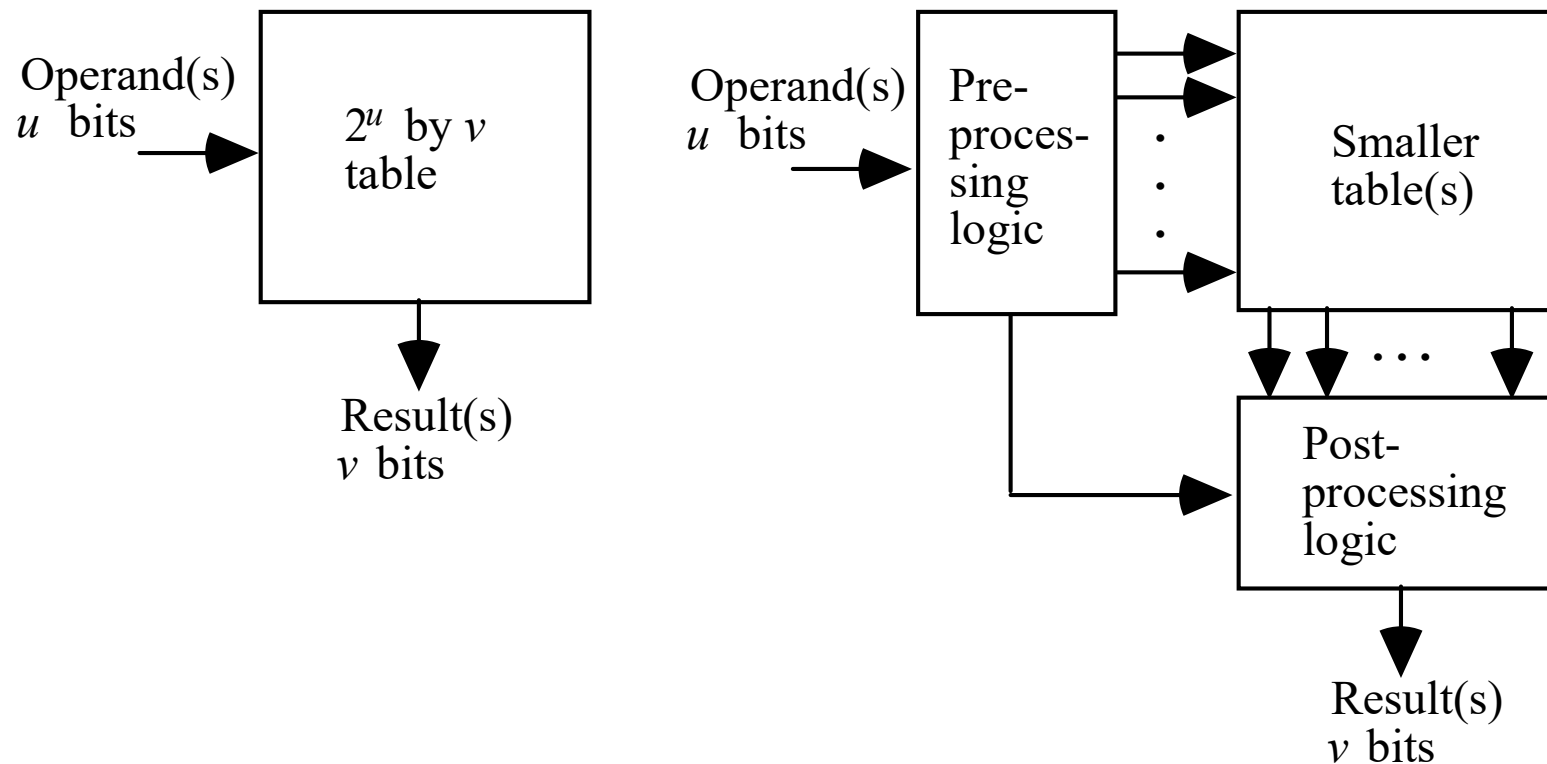 Operand(s)
u bits
2ᵘ by v
table
Result(s)
v bits
Operand(s)
u bits
Pre-
proces-
sing
logic
Smaller
table(s)
Post-
processing
logic
Result(s)
v bits